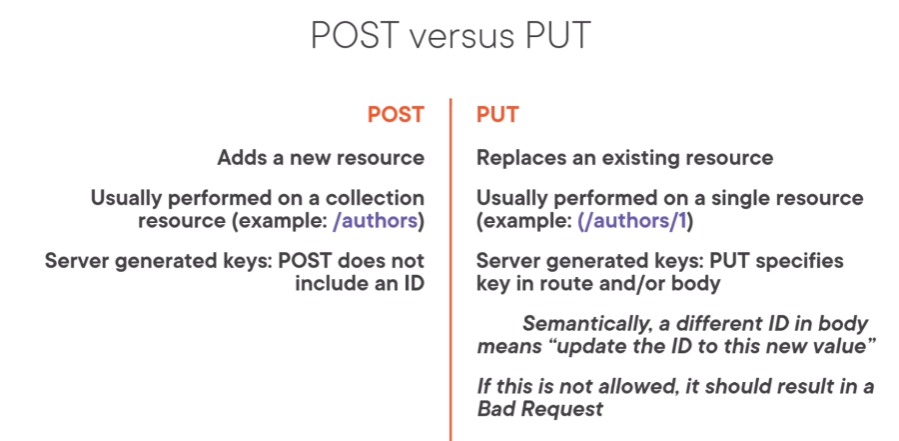 POST versus PUT
POST
Adds a new resource
Usually performed on a collection
resource (example: /authors)
Server generated keys: POST does not
include an ID
PUT
Replaces an existing resource
Usually performed on a single resource
(example: (/authors/1)
Server generated keys: PUT specifies
key in route and/or body
Semantically, a different ID in body
means “update the ID to this new value”
If this is not allowed, it should result in a
Bad Request